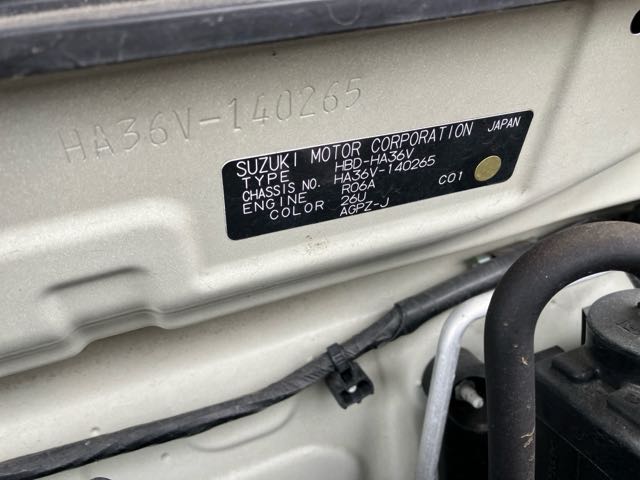 HA36V-140265
SUZUKI MOTOR CORPORATION JAPAN
TYPE HBD-HA36V
CHASSIS NO. HA36V-140265
ENGINE R06A C01
COLOR 26U
AGPZ-J